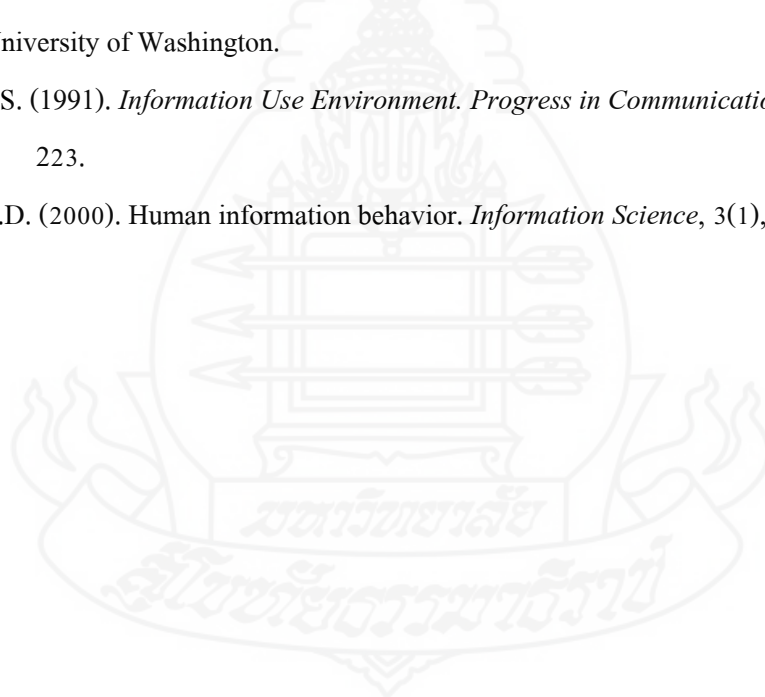 niversity of Washington.
S. (1991). Information Use Environment. Progress in Communicatio
223.
.D. (2000). Human information behavior. Information Science, 3(1),
มหาวิทยาลัย
สุโขทัยธรรมาธิราช